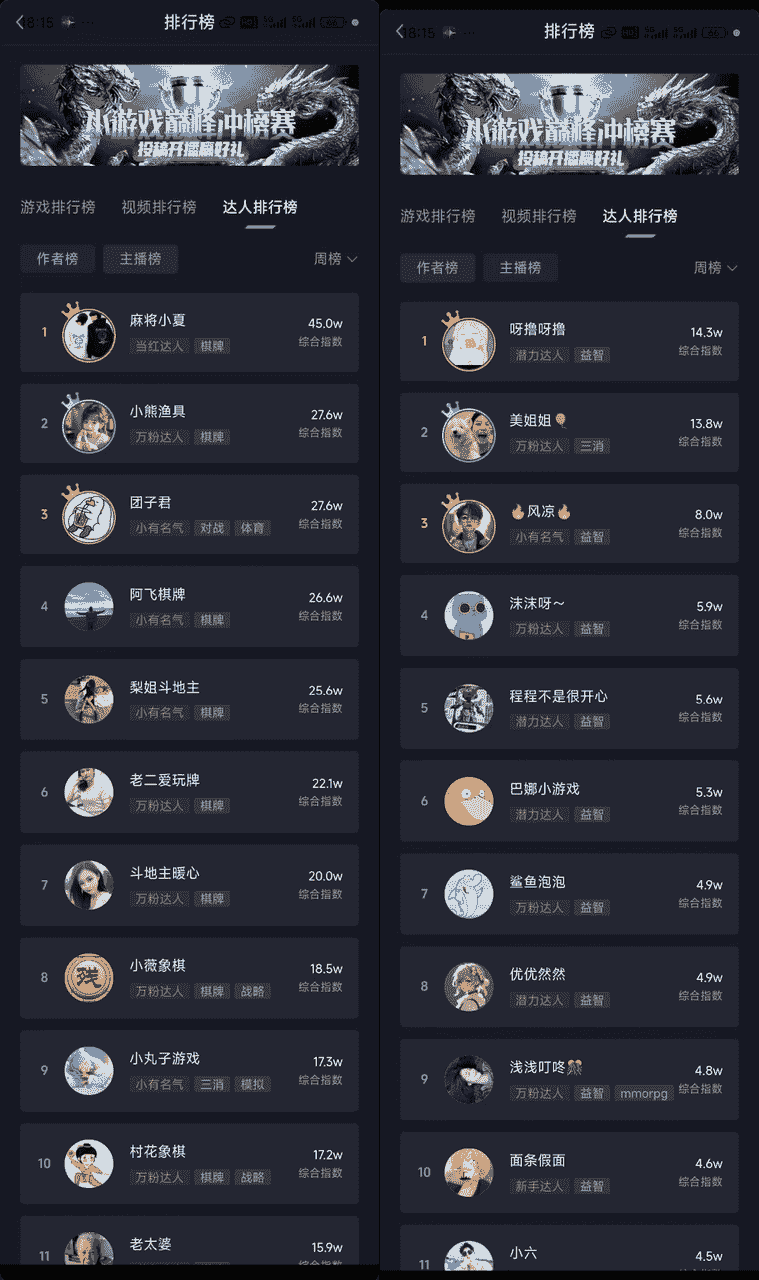 8:15
排行榜
小游戏巅峰冲榜赛
投稿开播赢好礼
游戏排行榜 视频排行榜 达人排行榜
作者榜 主播榜 周榜
1 麻将小夏 45.0w
当红达人 棋牌 综合指数
2 小熊渔具 27.6w
万粉达人 棋牌 综合指数
3 团子君 27.6w
小有名气 对战 体育 综合指数
4 阿飞棋牌 26.6w
小有名气 棋牌 综合指数
5 梨姐斗地主 25.6w
小有名气 棋牌 综合指数
6 老二爱玩牌 22.1w
万粉达人 棋牌 综合指数
7 斗地主暖心 20.0w
万粉达人 棋牌 综合指数
8 残 小薇象棋 18.5w
万粉达人 棋牌 战略 综合指数
9 小丸子游戏 17.3w
小有名气 三消 模拟 综合指数
10 村花象棋 17.2w
万粉达人 棋牌 战略 综合指数
11 老太婆 15.9w
综合指数
8:15
排行榜
66
小游戏巅峰冲榜赛
投稿开播赢好礼
游戏排行榜 视频排行榜 达人排行榜
作者榜 主播榜 周榜
1 呀撸呀撸 14.3w
潜力达人 益智 综合指数
2 美姐姐🎈 13.8w
万粉达人 三消 综合指数
3 🔥风凉🔥 8.0w
小有名气 益智 综合指数
4 沫沫呀~ 5.9w
万粉达人 益智 综合指数
5 程程不是很开心 5.6w
潜力达人 益智 综合指数
6 巴娜小游戏 5.3w
潜力达人 益智 综合指数
7 鲨鱼泡泡 4.9w
万粉达人 益智 综合指数
8 优优然然 4.9w
潜力达人 益智 综合指数
9 浅浅叮咚 4.8w
万粉达人 益智 mmorpg 综合指数
10 面条假面 4.6w
新手达人 益智 综合指数
11 小六 4.5w
综合指数